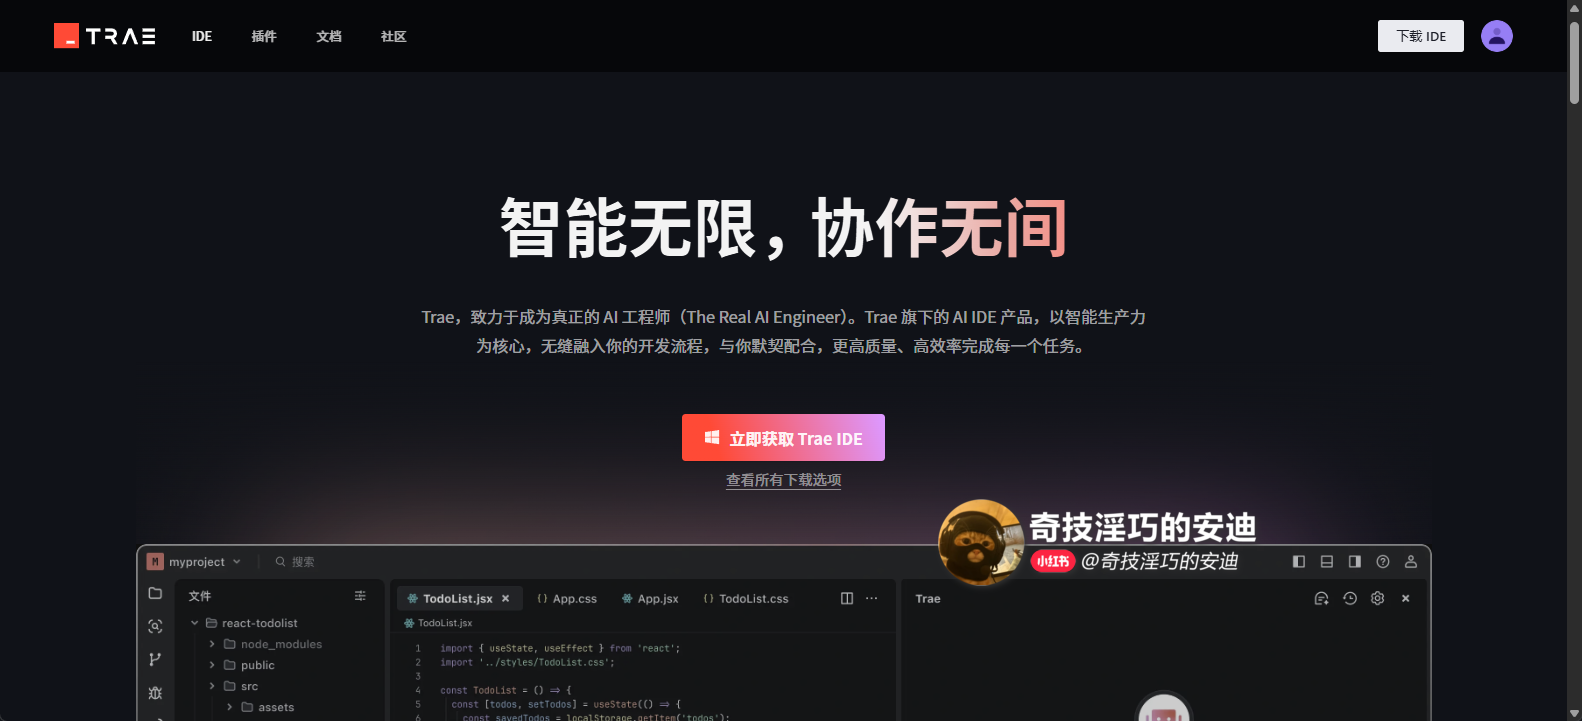 TRAE IDE 插件 文档 社区 下载 IDE
智能无限，协作无间
Trae，致力于成为真正的 AI 工程师（The Real AI Engineer）。Trae 旗下的 AI IDE 产品，以智能生产力
为核心，无缝融入你的开发流程，与你默契配合，更高质量、高效率完成每一个任务。
立即获取 Trae IDE
查看所有下载选项
奇技淫巧的安迪
小红书 @奇技淫巧的安迪
M myproject 搜索
文件
react-todolist
node_modules
public
src
assets
TodoList.jsx App.css App.jsx TodoList.css
TodoList.jsx
1 import { useState, useEffect } from 'react';
2 import '../styles/TodoList.css';
3
4 const TodoList = () => {
5 const [todos, setTodos] = useState(() => {
6 const savedTodos = localStorage.getItem('todos');
Trae